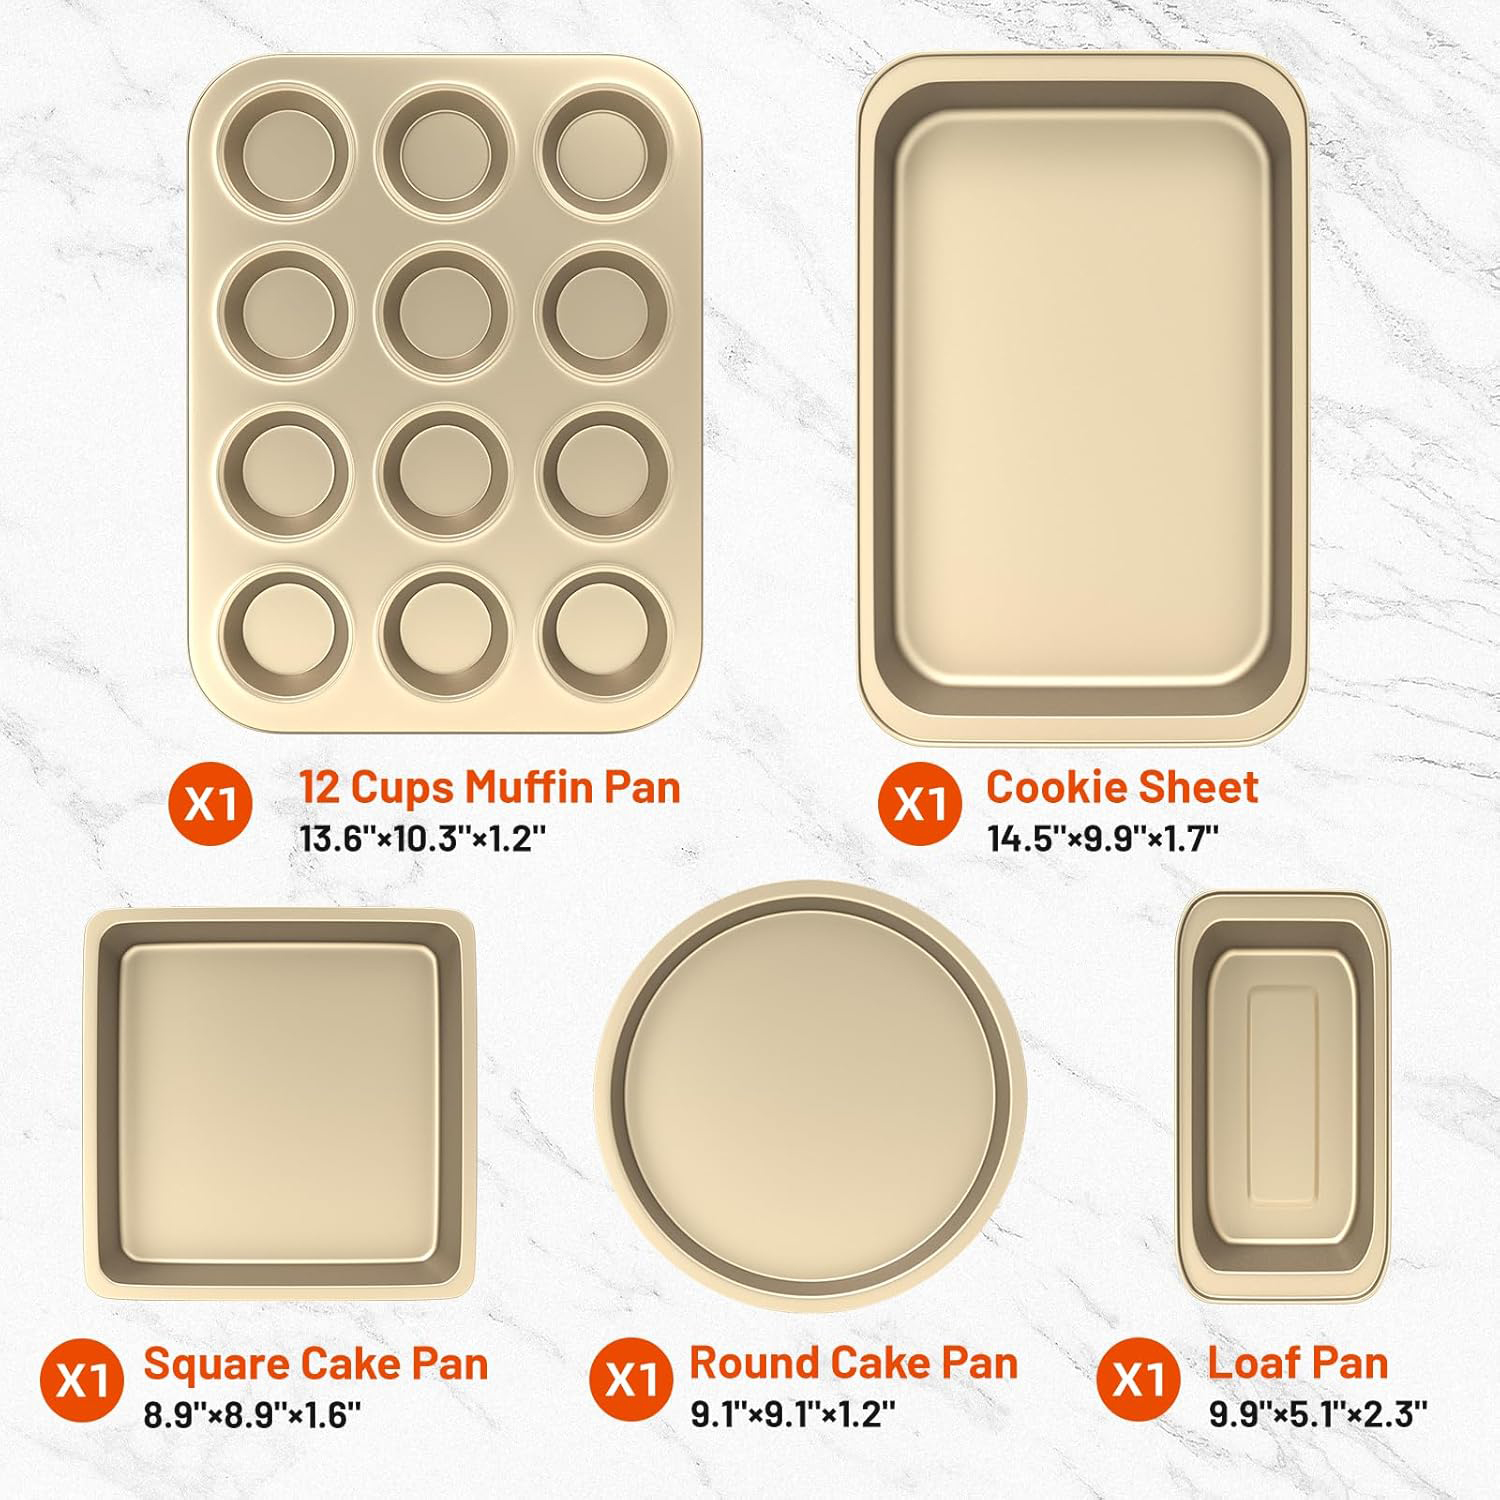 X1
12 Cups Muffin Pan
13.6"×10.3"×1.2"
X1
Cookie Sheet
14.5"×9.9"×1.7"
X1
Square Cake Pan
8.9"×8.9"×1.6"
X1
Round Cake Pan
9.1"×9.1"×1.2"
X1
Loaf Pan
9.9"×5.1"×2.3"